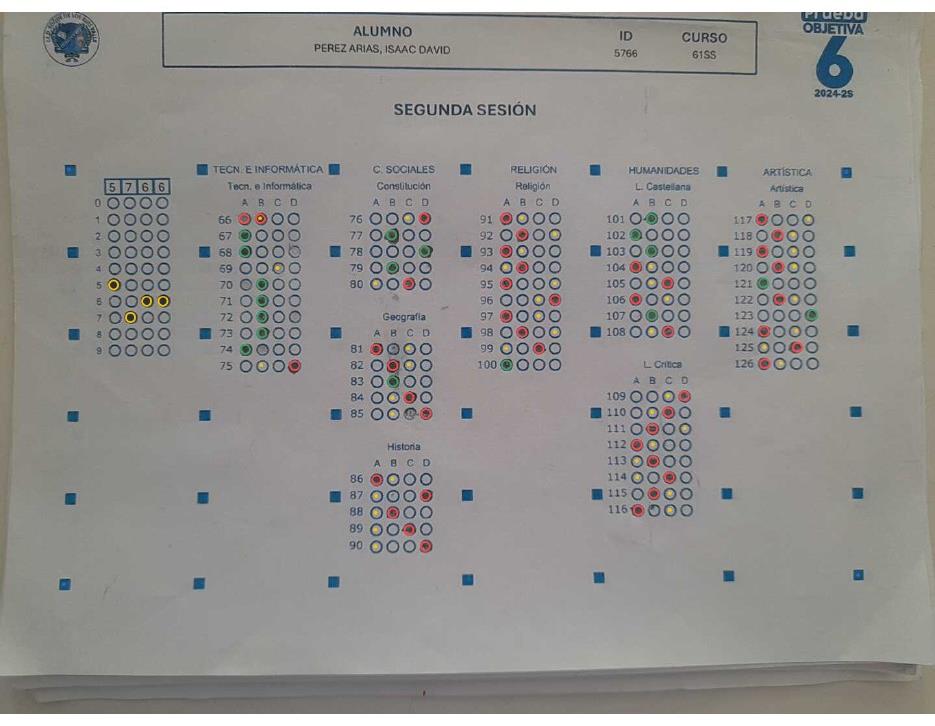 ALUMNO
PEREZ ARIAS, ISAAC DAVID
ID
5766
CURSO
61SS
Prueba
OBJETIVA
6
2024-2S
SEGUNDA SESIÓN
5 7 6 6
0
1
2
3
4
5
6
7
8
9
TECN. E INFORMÁTICA
Tecn. e Informática
A B C D
66
67
68
69
70
71
72
73
74
75
C. SOCIALES
Constitución
A B C D
76
77
78
79
80
Geografía
A B C D
81
82
83
84
85
Historia
A B C D
86
87
88
89
90
RELIGIÓN
Religión
A B C D
91
92
93
94
95
96
97
98
99
100
HUMANIDADES
L. Castellana
A B C D
101
102
103
104
105
106
107
108
L. Crítica
A B C D
109
110
111
112
113
114
115
116
ARTÍSTICA
Artística
A B C D
117
118
119
120
121
122
123
124
125
126